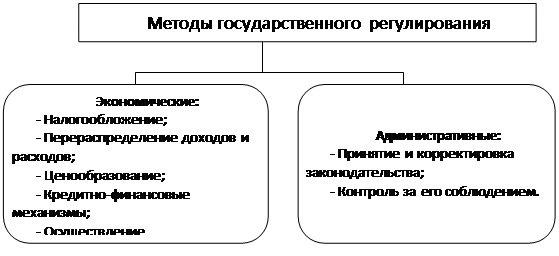 Методы государственного регулирования
Экономические:
- Налогообложение;
- Перераспределение доходов и
расходов;
- Ценообразование;
- Кредитно-финансовые
механизмы;
- Осуществление
Административные:
- Принятие и корректировка
законодательства;
- Контроль за его соблюдением.